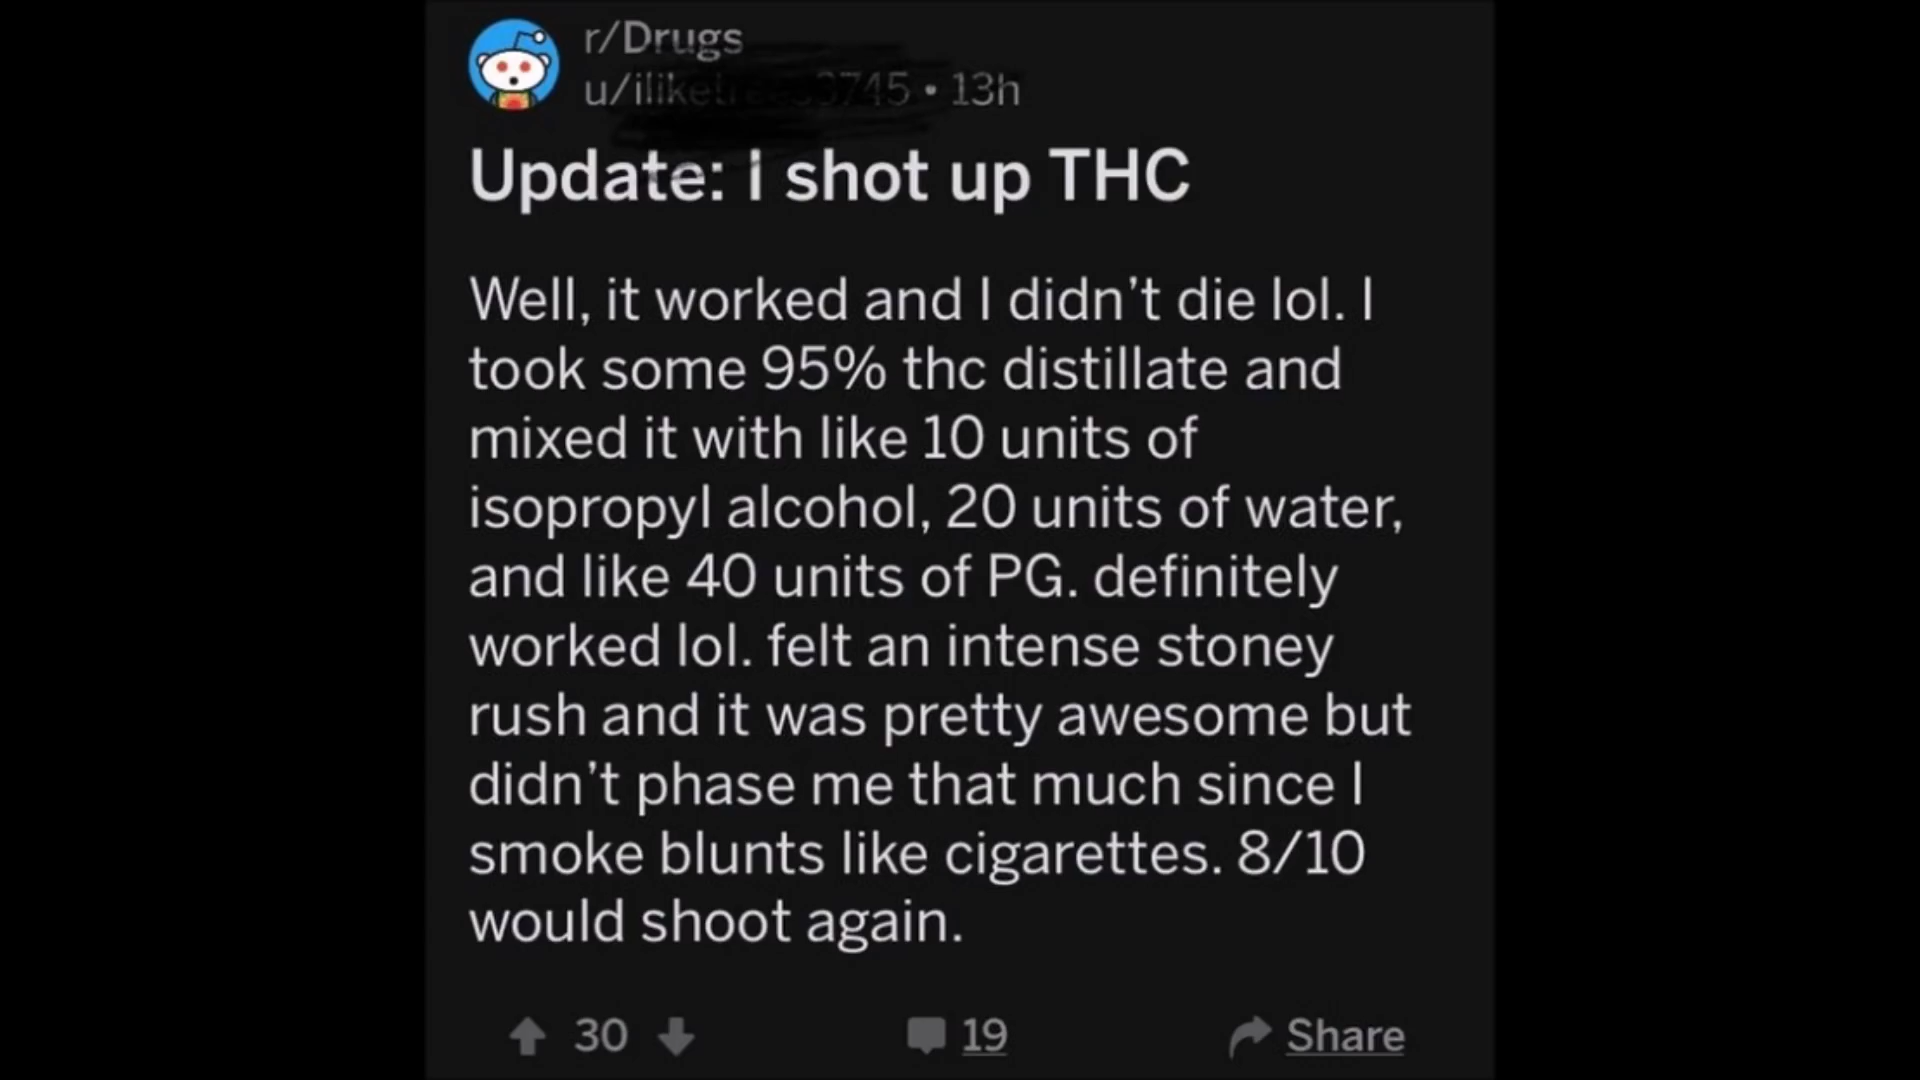 r/Drugs
3745 • 13h
Update: I shot up THC
Well, it worked and I didn't die lol. I
took some 95% thc distillate and
mixed it with like 10 units of
isopropyl alcohol, 20 units of water,
and like 40 units of PG. definitely
worked lol. felt an intense stoney
rush and it was pretty awesome but
didn't phase me that much since I
smoke blunts like cigarettes. 8/10
would shoot again.
30
19
Share